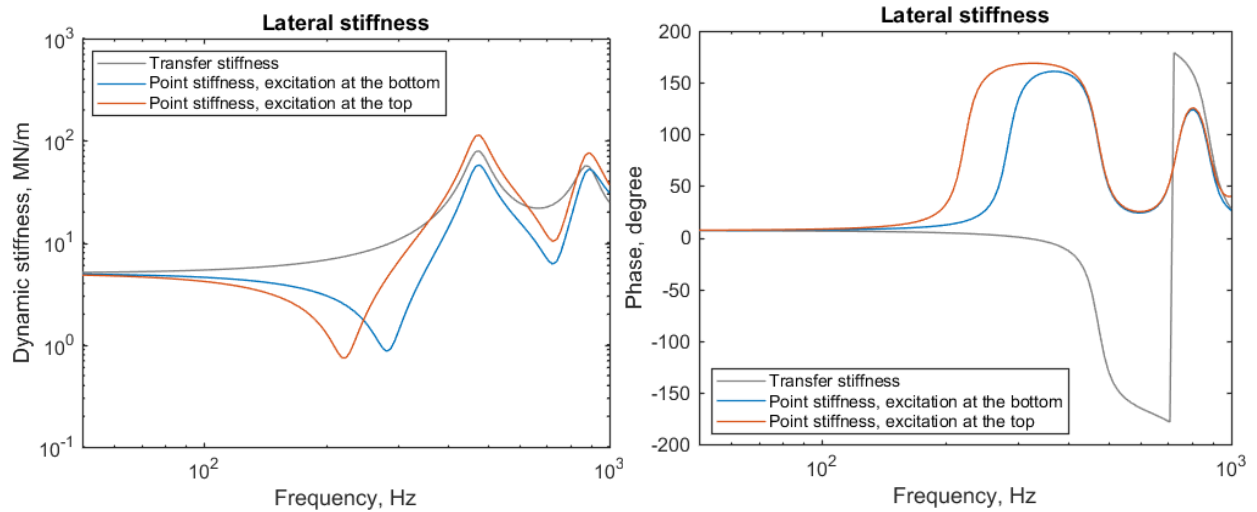 Lateral stiffness
10^3
Transfer stiffness
Point stiffness, excitation at the bottom
Point stiffness, excitation at the top
10^2
10^1
10^0
10^-1
Dynamic stiffness, MN/m
10^2
10^3
Frequency, Hz
Lateral stiffness
200
150
100
50
0
-50
-100
-150
-200
Phase, degree
Transfer stiffness
Point stiffness, excitation at the bottom
Point stiffness, excitation at the top
10^2
10^3
Frequency, Hz